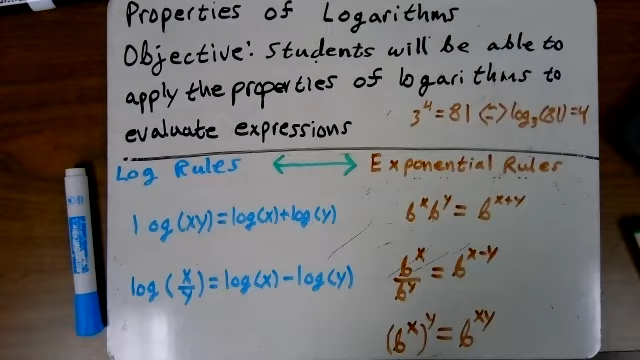 Properties of Logarithms
Objective: Students will be able to
apply the properties of logarithms to
evaluate expressions
3^4 = 81 <=> log_3(81) = 4
Log Rules <-> Exponential Rules
log(xy) = log(x) + log(y)
b^x b^y = b^{x+y}
log(x/y) = log(x) - log(y)
b^x/b^y = b^{x-y}
(b^x)^y = b^{xy}